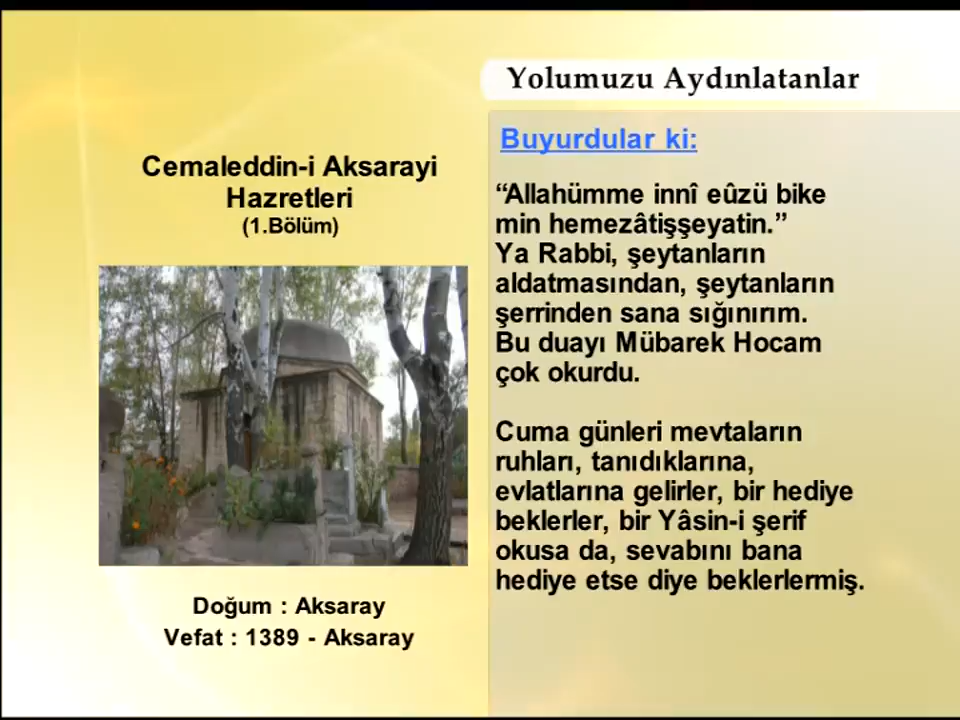 Yolumuzu Aydınlatanlar
Cemaleddin-i Aksarayi
Hazretleri
(1.Bölüm)
Doğum : Aksaray
Vefat : 1389 - Aksaray
Buyurdular ki:
“Allahümme innî eûzü bike
min hemezâtişşeyatin.”
Ya Rabbi, şeytanların
aldatmasından, şeytanların
şerrinden sana sığınırım.
Bu duayı Mübarek Hocam
çok okurdu.
Cuma günleri mevtaların
ruhları, tanıdıklarına,
evlatlarına gelirler, bir hediye
beklerler, bir Yâsin-i şerif
okusa da, sevabını bana
hediye etse diye beklerlermiş.